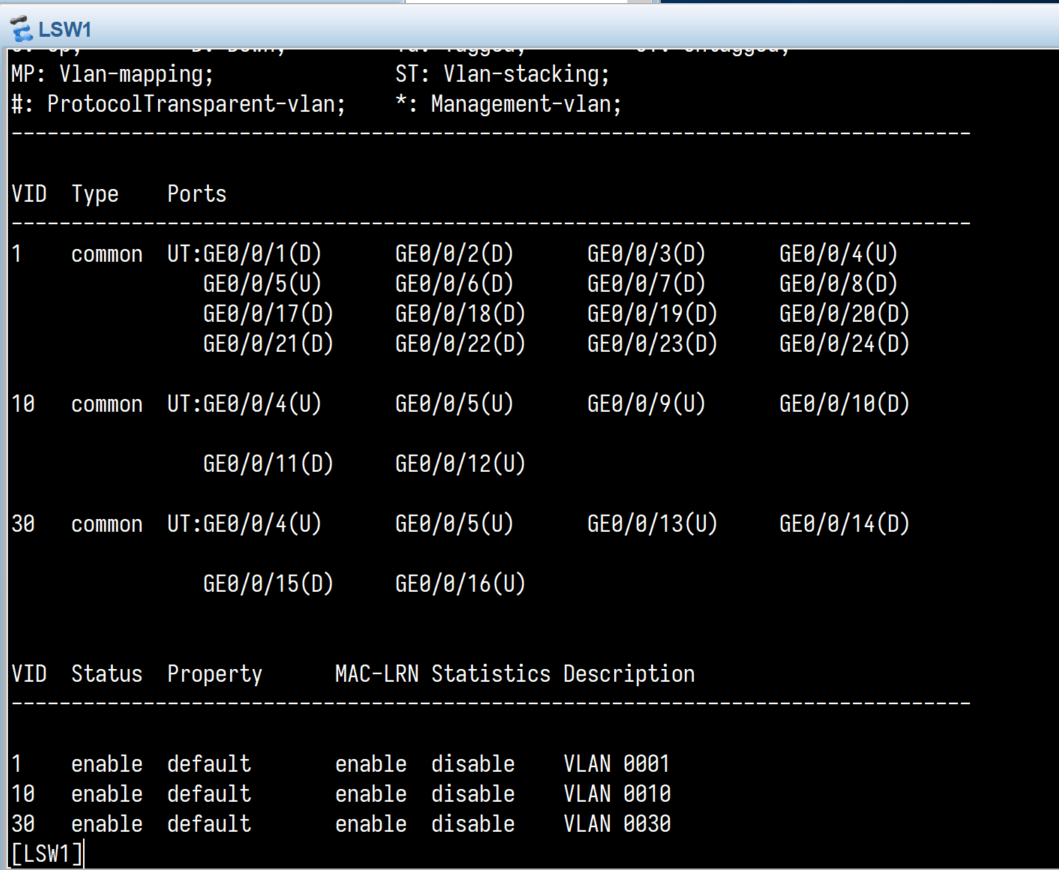 LSW1
MP: Vlan-mapping; ST: Vlan-stacking;
#: ProtocolTransparent-vlan; *: Management-vlan;
--------------------------------------------------------------------------------
VID Type Ports
--------------------------------------------------------------------------------
1 common UT:GE0/0/1(D) GE0/0/2(D) GE0/0/3(D) GE0/0/4(U)
GE0/0/5(U) GE0/0/6(D) GE0/0/7(D) GE0/0/8(D)
GE0/0/17(D) GE0/0/18(D) GE0/0/19(D) GE0/0/20(D)
GE0/0/21(D) GE0/0/22(D) GE0/0/23(D) GE0/0/24(D)
10 common UT:GE0/0/4(U) GE0/0/5(U) GE0/0/9(U) GE0/0/10(D)
GE0/0/11(D) GE0/0/12(U)
30 common UT:GE0/0/4(U) GE0/0/5(U) GE0/0/13(U) GE0/0/14(D)
GE0/0/15(D) GE0/0/16(U)
VID Status Property MAC-LRN Statistics Description
--------------------------------------------------------------------------------
1 enable default enable disable VLAN 0001
10 enable default enable disable VLAN 0010
30 enable default enable disable VLAN 0030
[LSW1]